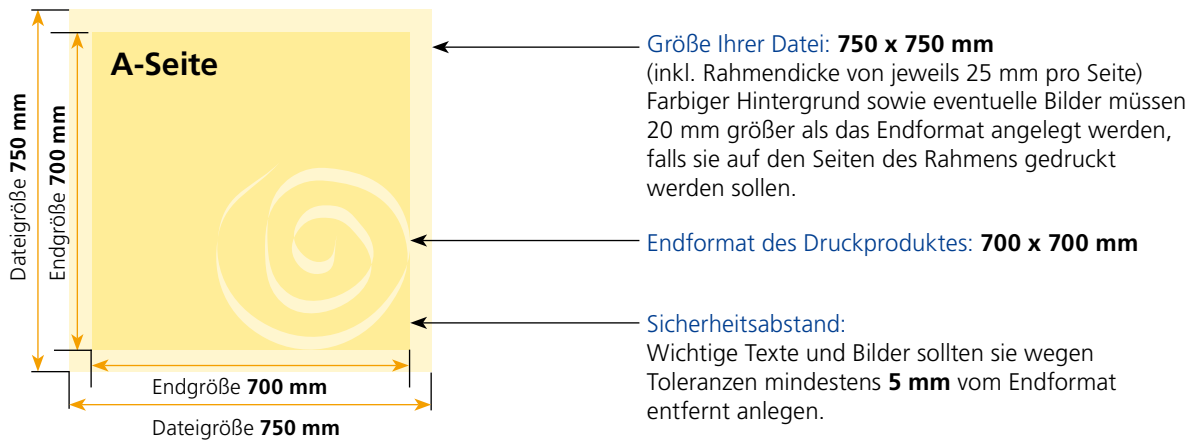 A-Seite
Dateigröße 750 mm
Endgröße 700 mm
Endgröße 700 mm
Dateigröße 750 mm
Größe Ihrer Datei: 750 x 750 mm
(inkl. Rahmendicke von jeweils 25 mm pro Seite)
Farbiger Hintergrund sowie eventuelle Bilder müssen
20 mm größer als das Endformat angelegt werden,
falls sie auf den Seiten des Rahmens gedruckt
werden sollen.
Endformat des Druckproduktes: 700 x 700 mm
Sicherheitsabstand:
Wichtige Texte und Bilder sollten sie wegen
Toleranzen mindestens 5 mm vom Endformat
entfernt anlegen.